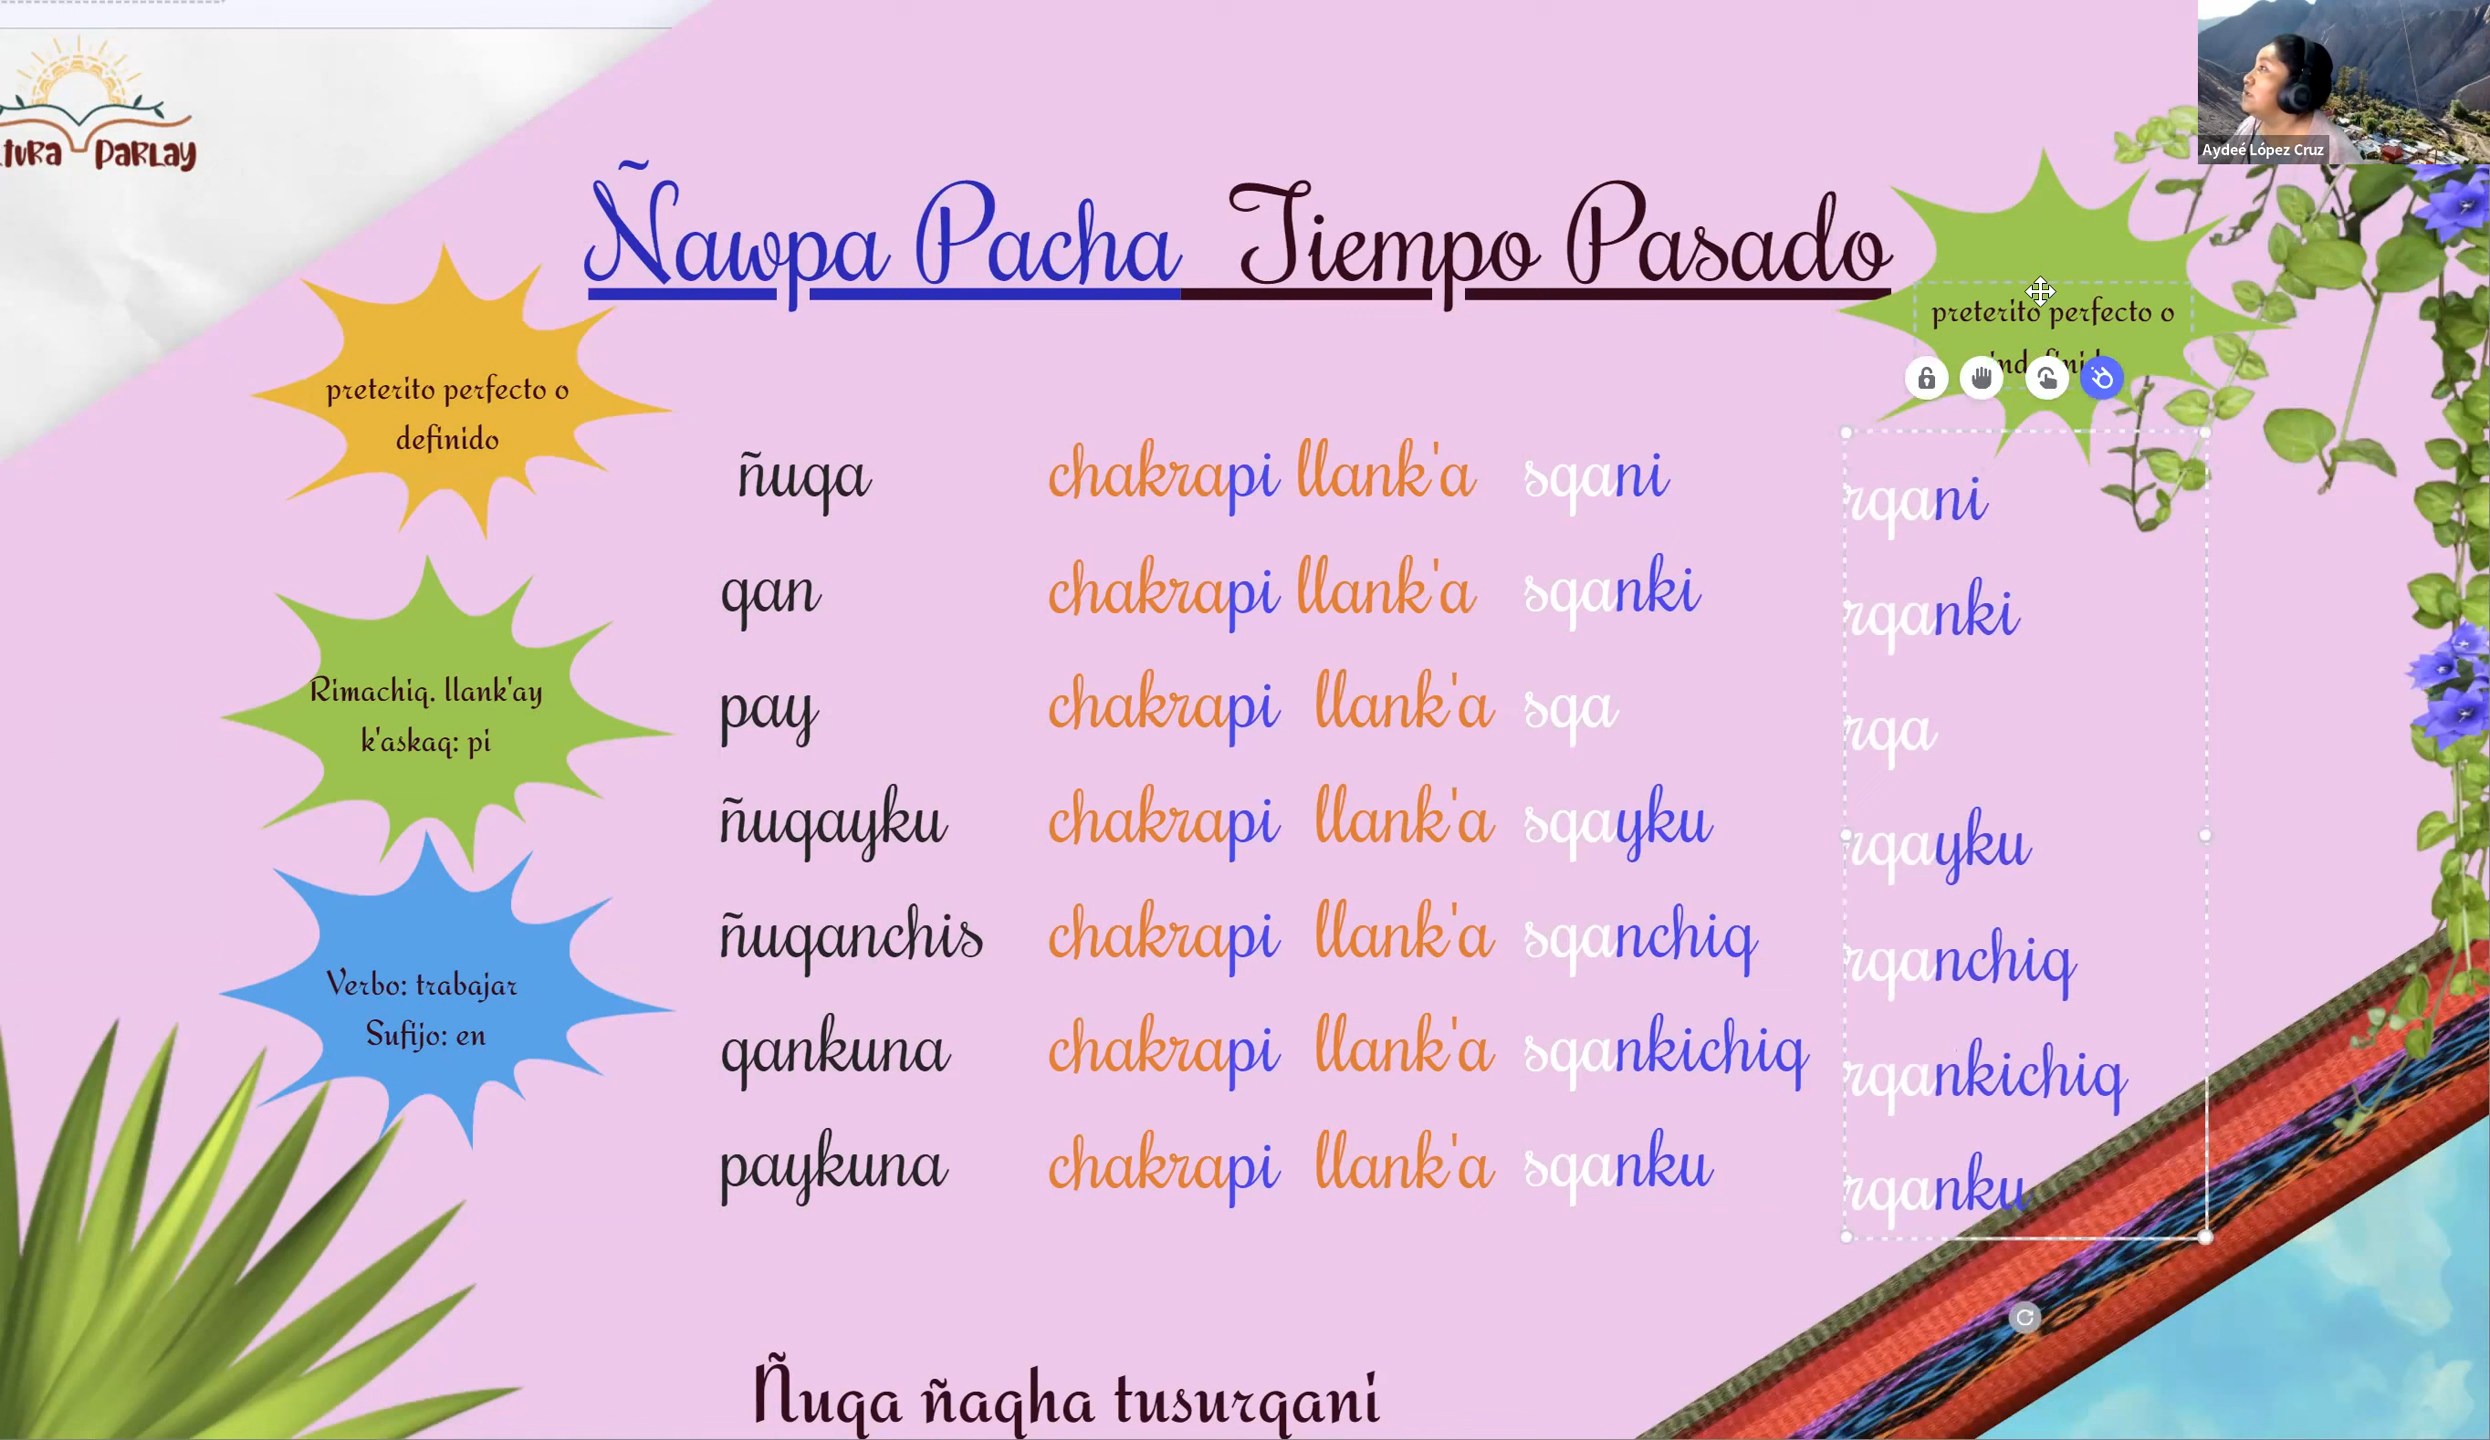 tuRa PaRLay
Aydeé López Cruz
Ñawpa Pacha Tiempo Pasado
preterito perfecto o
indefinido
preterito perfecto o
definido
Rimachiq. llank'ay
k'askaq: pi
Verbo: trabajar
Sufijo: en
ñuqa chakrapi llank'a sqani rqani
qan chakrapi llank'a sqanki rqanki
pay chakrapi llank'a sqa rqa
ñuqayku chakrapi llank'a sqayku rqayku
ñuqanchis chakrapi llank'a sqanchiq rqanchiq
qankuna chakrapi llank'a sqankichiq rqankichiq
paykuna chakrapi llank'a sqanku rqanku
Ñuqa ñaqha tusurqani